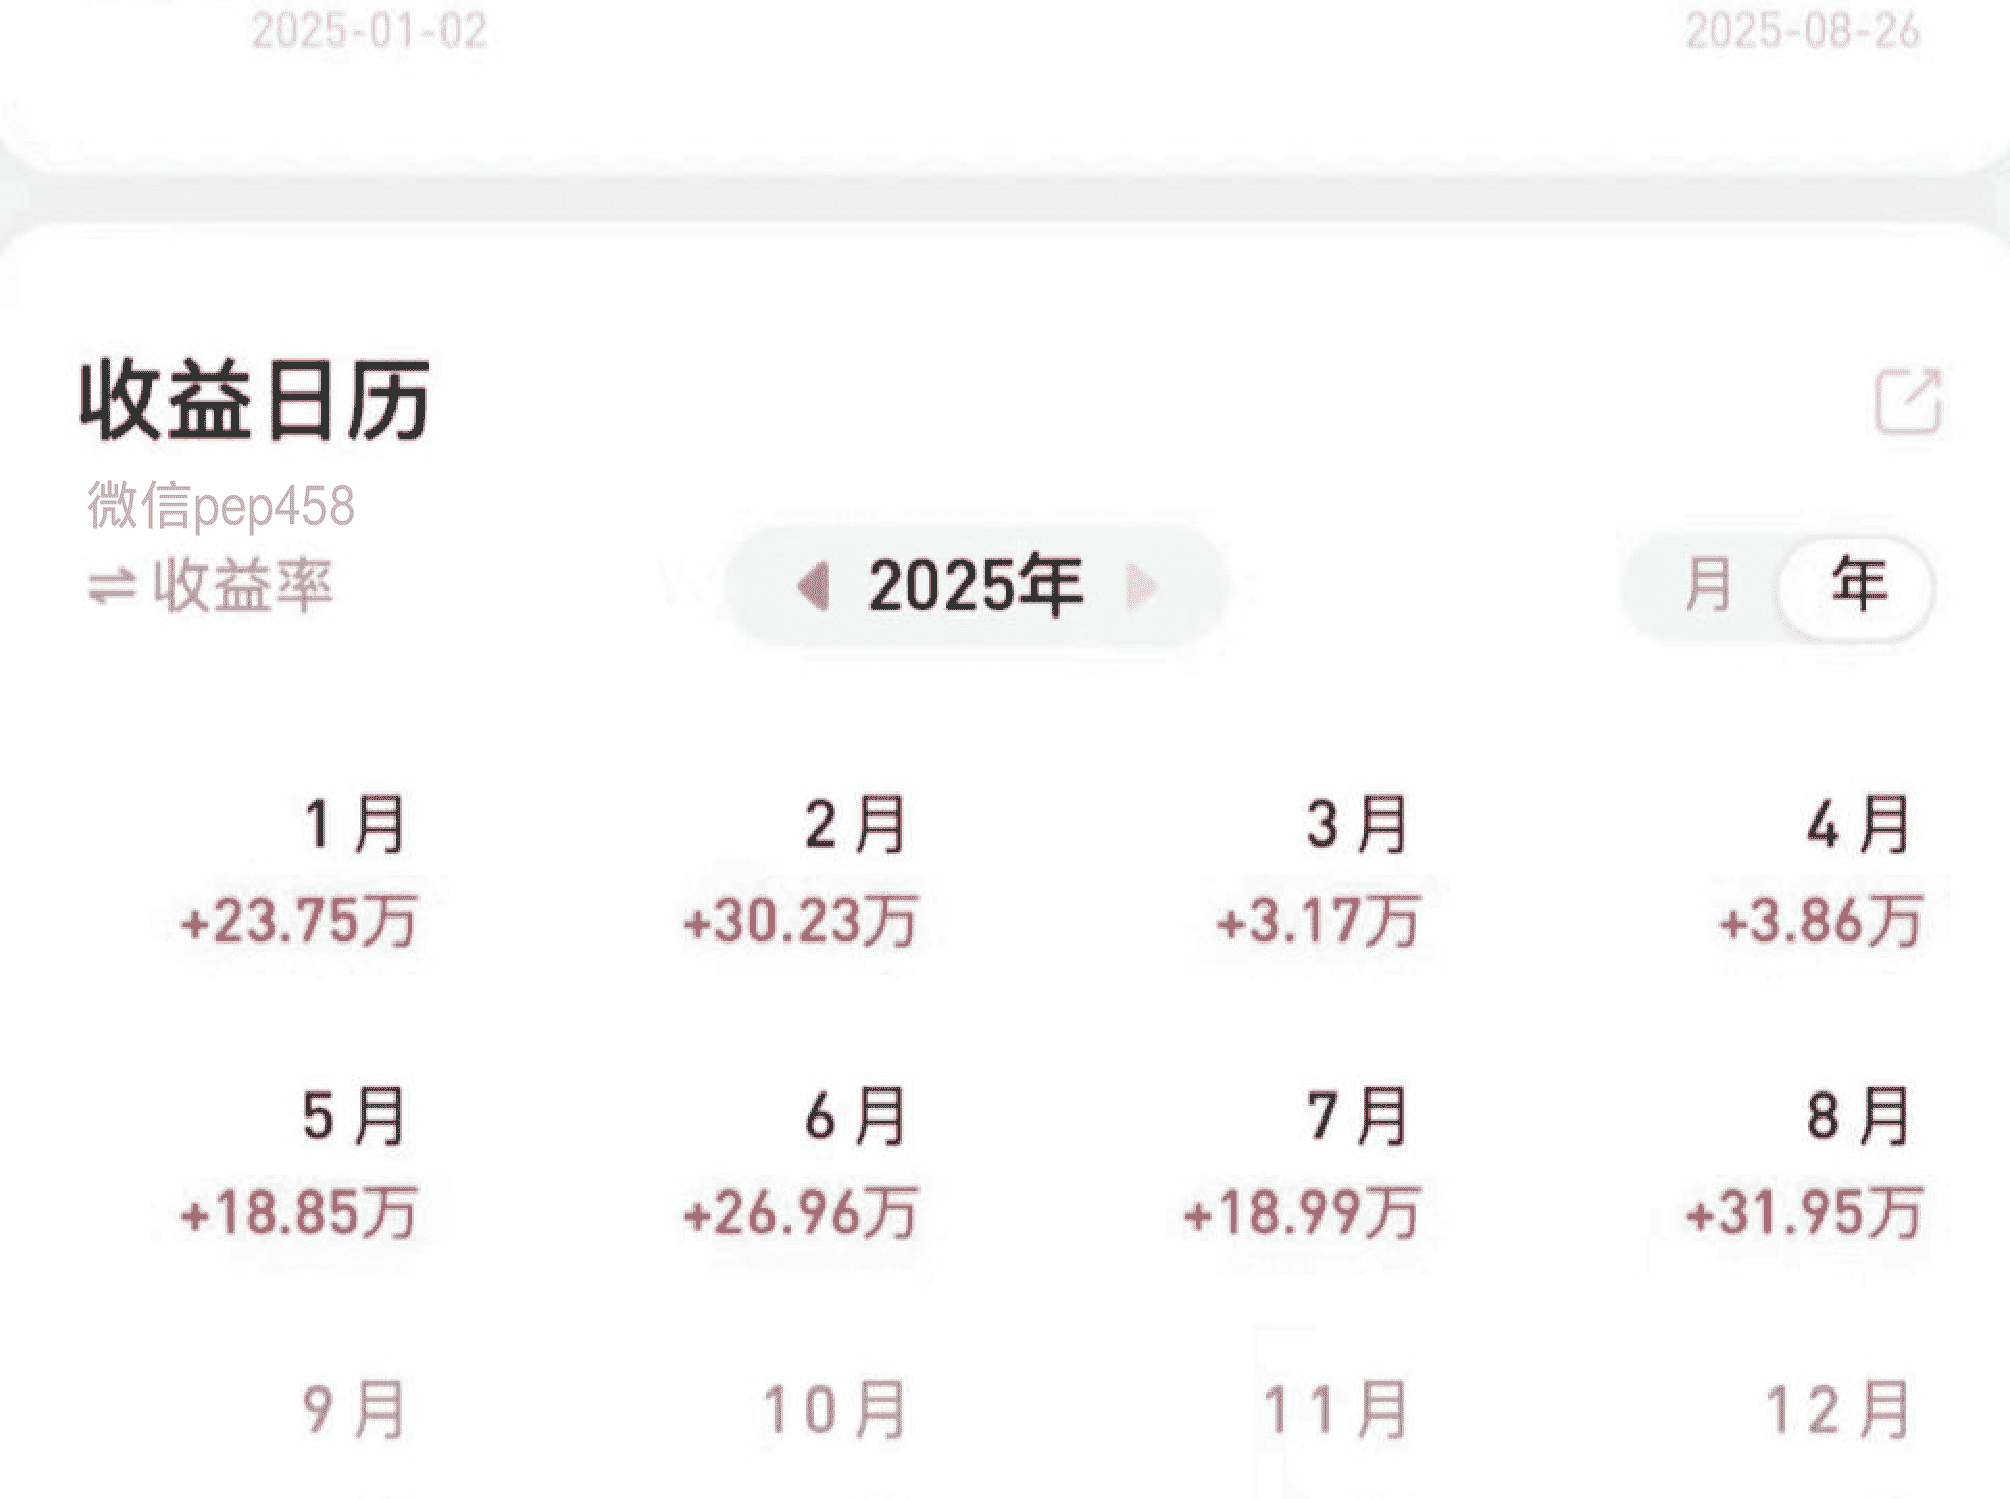 2025-01-02 2025-08-26
收益日历
微信pep458
⇌ 收益率 2025年 月 年
1月 2月 3月 4月
+23.75万 +30.23万 +3.17万 +3.86万
5月 6月 7月 8月
+18.85万 +26.96万 +18.99万 +31.95万
9月 10月 11月 12月